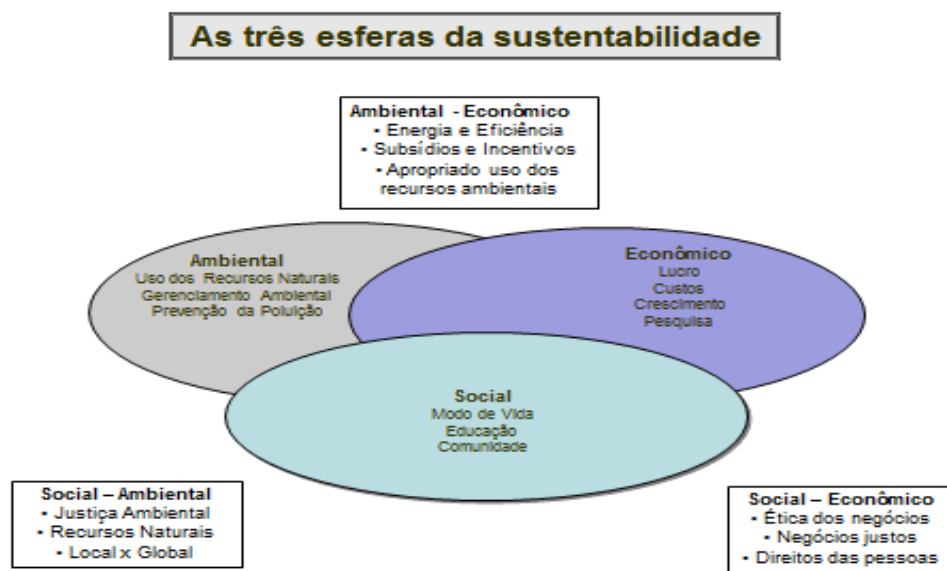 As três esferas da sustentabilidade
Ambiental - Econômico
• Energia e Eficiência
• Subsídios e Incentivos
• Apropriado uso dos
recursos ambientais
Ambiental
Uso dos Recursos Naturais
Gerenciamento Ambiental
Prevenção da Poluição
Econômico
Lucro
Custos
Crescimento
Pesquisa
Social
Modo de Vida
Educação
Comunidade
Social – Ambiental
• Justiça Ambiental
• Recursos Naturais
• Local x Global
Social – Econômico
• Ética dos negócios
• Negócios justos
• Direitos das pessoas